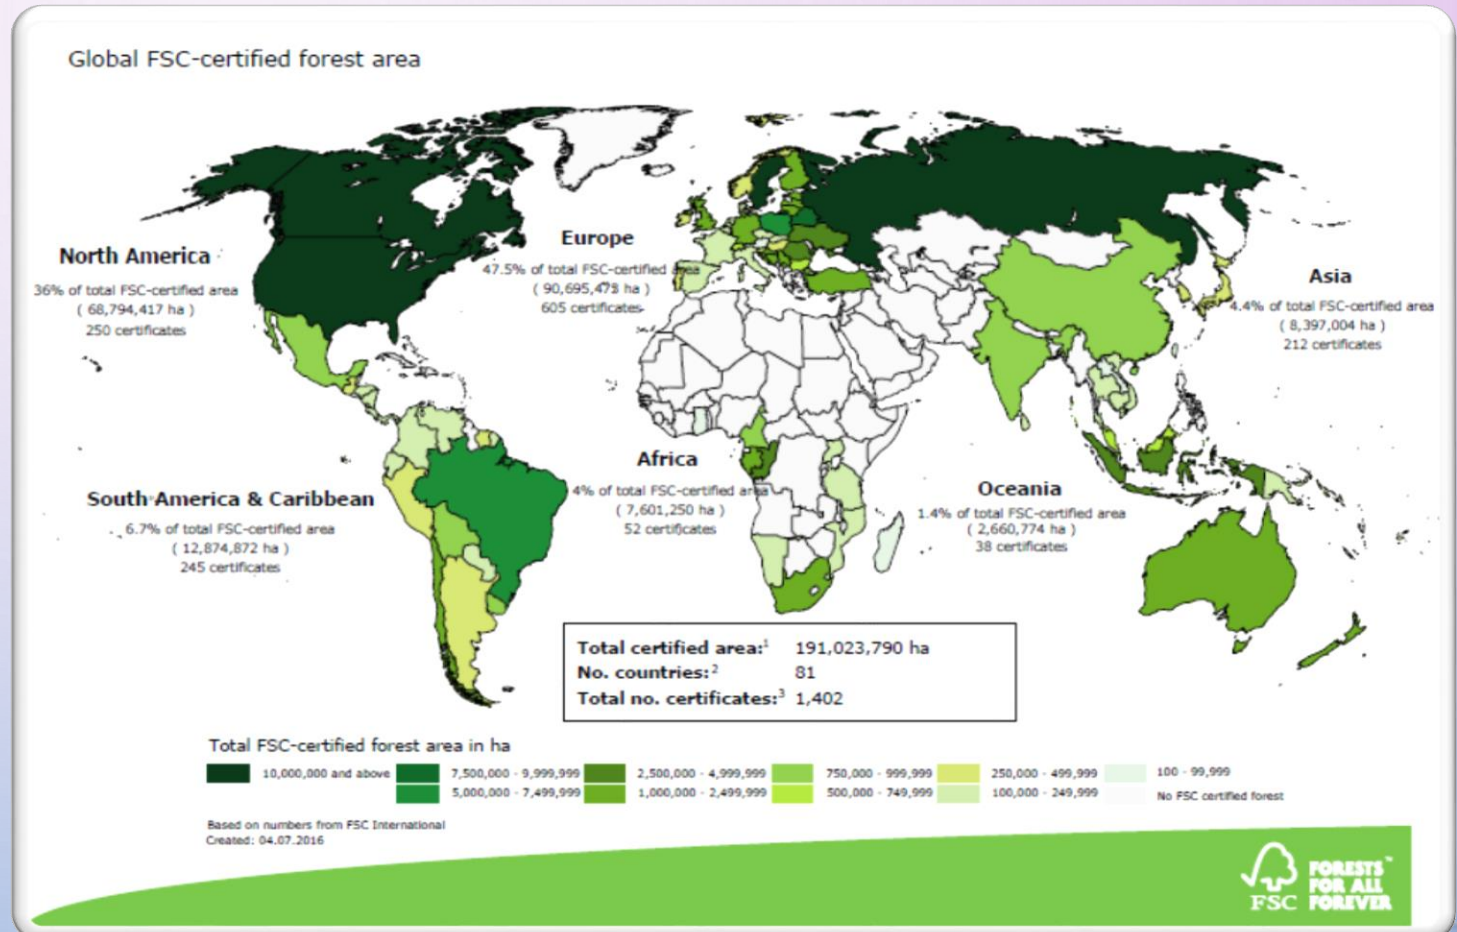 Global FSC-certified forest area
North America
36% of total FSC-certified area
( 68,794,417 ha )
250 certificates
Europe
47.5% of total FSC-certified area
( 90,695,473 ha )
605 certificates
Asia
4.4% of total FSC-certified area
( 8,397,004 ha )
212 certificates
South America & Caribbean
6.7% of total FSC-certified area
( 12,874,872 ha )
245 certificates
Africa
4% of total FSC-certified area
( 7,601,250 ha )
52 certificates
Oceania
1.4% of total FSC-certified area
( 2,660,774 ha )
38 certificates
Total certified area:¹ 191,023,790 ha
No. countries:² 81
Total no. certificates:³ 1,402
Total FSC-certified forest area in ha
10,000,000 and above 7,500,000 - 9,999,999 2,500,000 - 4,999,999 750,000 - 999,999 250,000 - 499,999 100 - 99,999
5,000,000 - 7,499,999 1,000,000 - 2,499,999 500,000 - 749,999 100,000 - 249,999 No FSC certified forest
Based on numbers from FSC International
Created: 04.07.2016
FSC
FORESTS
FOR ALL
FOREVER™